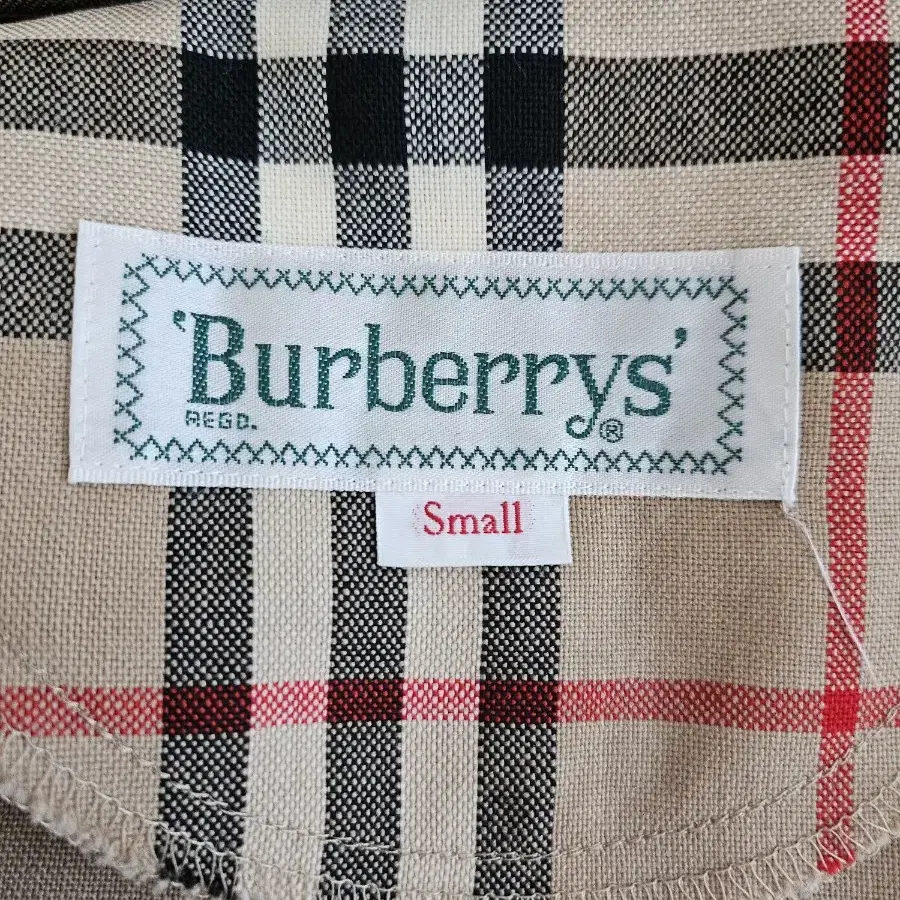 'Burberrys'
REGD.
®
Small